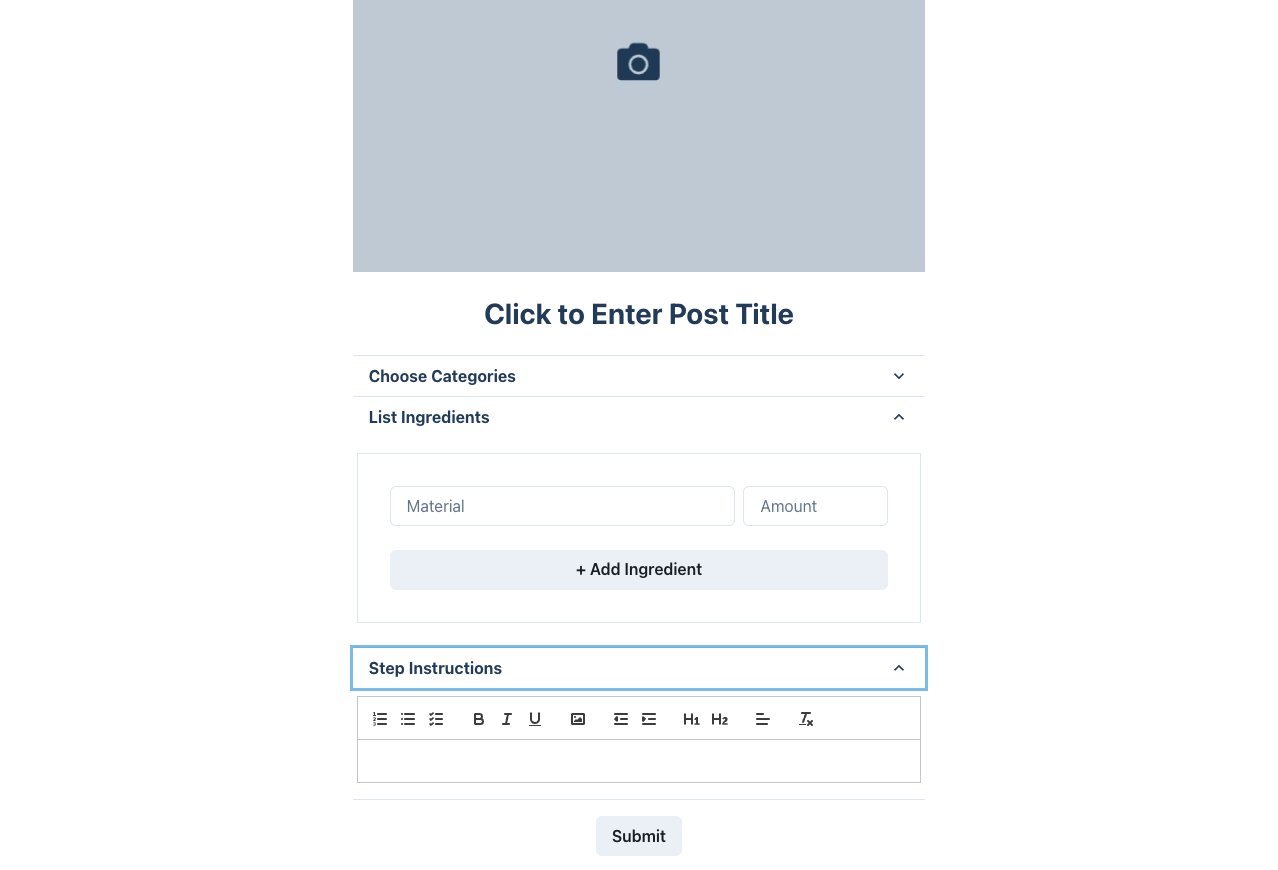 Click to Enter Post Title
Choose Categories
List Ingredients
Material Amount
+ Add Ingredient
Step Instructions
B I U H1 H2
Submit